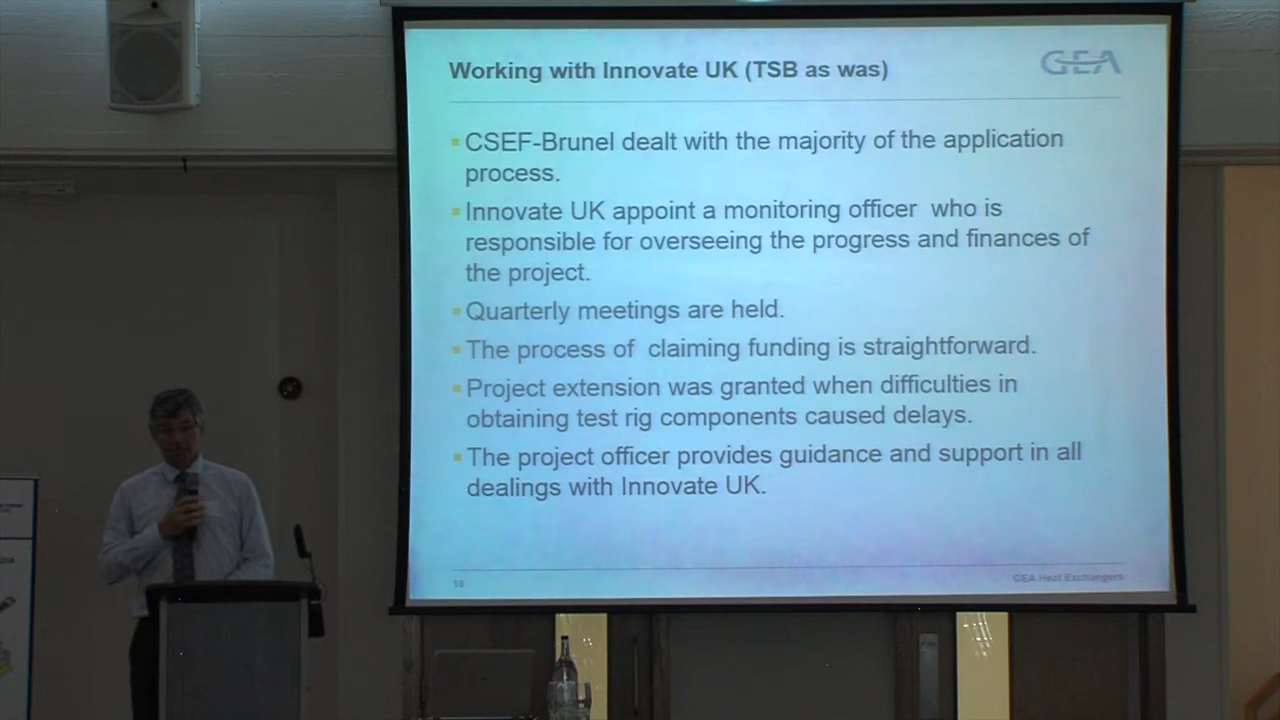 Working with Innovate UK (TSB as was)
GEA
CSEF-Brunel dealt with the majority of the application
process.
Innovate UK appoint a monitoring officer who is
responsible for overseeing the progress and finances of
the project.
Quarterly meetings are held.
The process of claiming funding is straightforward.
Project extension was granted when difficulties in
obtaining test rig components caused delays.
The project officer provides guidance and support in all
dealings with Innovate UK.
GEA Heat Exchangers